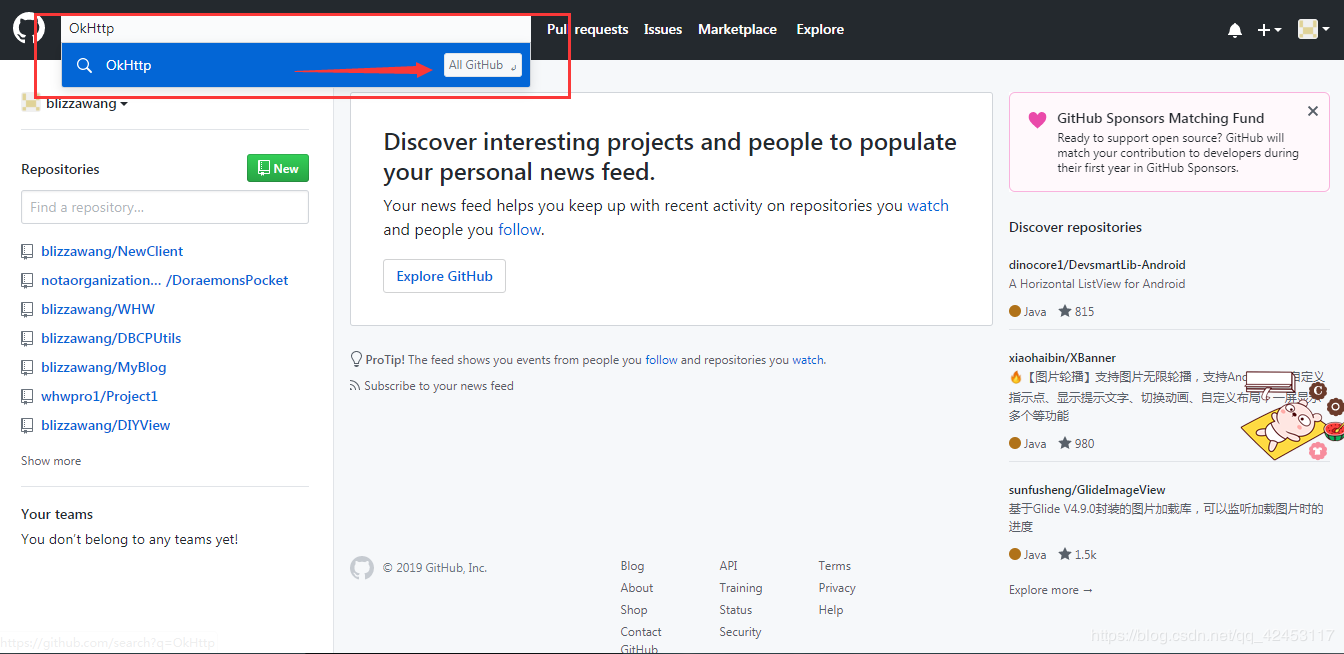 OkHttp
Pull requests Issues Marketplace Explore
OkHttp All GitHub
blizzawang
Repositories New
Find a repository...
blizzawang/NewClient
notaorganization... /DoraemonsPocket
blizzawang/WHW
blizzawang/DBCPUtils
blizzawang/MyBlog
whwpro1/Project1
blizzawang/DIYView
Show more
Your teams
You don't belong to any teams yet!
https://github.com/search?q=OkHttp
Discover interesting projects and people to populate
your personal news feed.
Your news feed helps you keep up with recent activity on repositories you watch
and people you follow.
Explore GitHub
ProTip! The feed shows you events from people you follow and repositories you watch.
Subscribe to your news feed
© 2019 GitHub, Inc.
Blog
About
Shop
Contact
GitHub
API
Training
Status
Security
Terms
Privacy
Help
GitHub Sponsors Matching Fund
Ready to support open source? GitHub will
match your contribution to developers during
their first year in GitHub Sponsors.
Discover repositories
dinocore1/DevsmartLib-Android
A Horizontal ListView for Android
Java 815
xiaohaibin/XBanner
🔥【图片轮播】支持图片无限轮播，支持And 自定义
指示点、显示提示文字、切换动画、自定义布局 一屏显示
多个等功能
Java 980
sunfusheng/GlideImageView
基于Glide V4.9.0封装的图片加载库，可以监听加载图片时的
进度
Java 1.5k
Explore more →
https://blog.csdn.net/qq_42453117